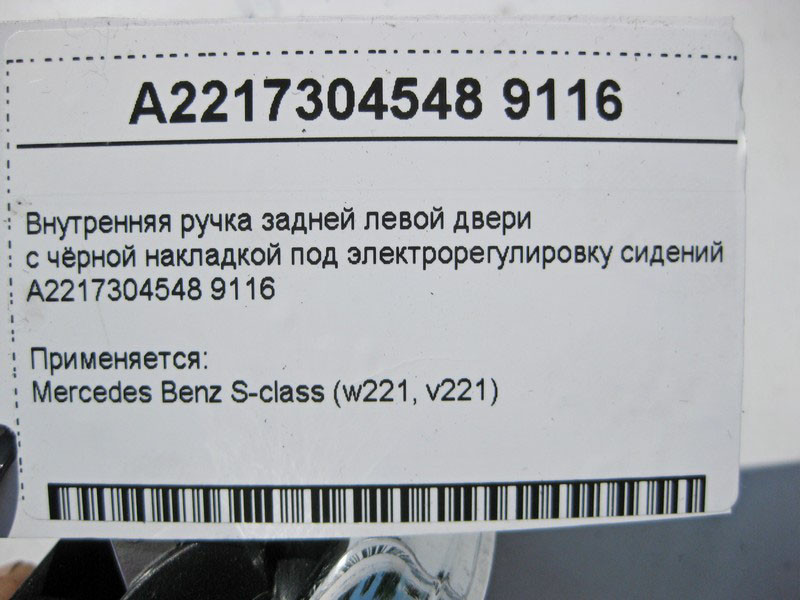 A2217304548 9116
Внутренняя ручка задней левой двери
с чёрной накладкой под электрорегулировку сидений
A2217304548 9116
Применяется:
Mercedes Benz S-class (w221, v221)